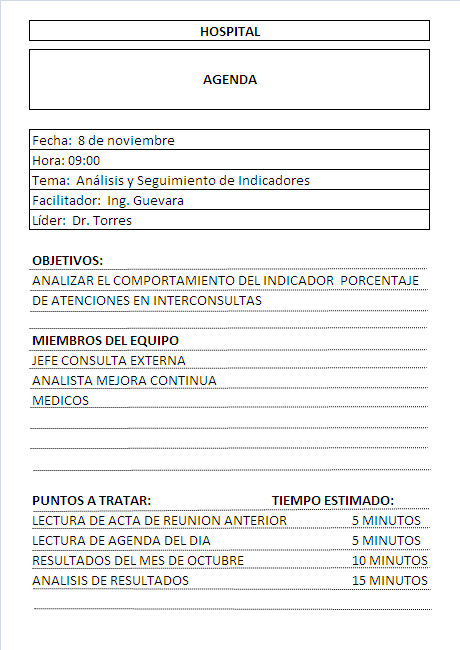 HOSPITAL
AGENDA
Fecha: 8 de noviembre
Hora: 09:00
Tema: Análisis y Seguimiento de Indicadores
Facilitador: Ing. Guevara
Líder: Dr. Torres
OBJETIVOS:
ANALIZAR EL COMPORTAMIENTO DEL INDICADOR PORCENTAJE
DE ATENCIONES EN INTERCONSULTAS
MIEMBROS DEL EQUIPO
JEFE CONSULTA EXTERNA
ANALISTA MEJORA CONTINUA
MEDICOS
PUNTOS A TRATAR: TIEMPO ESTIMADO:
LECTURA DE ACTA DE REUNION ANTERIOR 5 MINUTOS
LECTURA DE AGENDA DEL DIA 5 MINUTOS
RESULTADOS DEL MES DE OCTUBRE 10 MINUTOS
ANALISIS DE RESULTADOS 15 MINUTOS